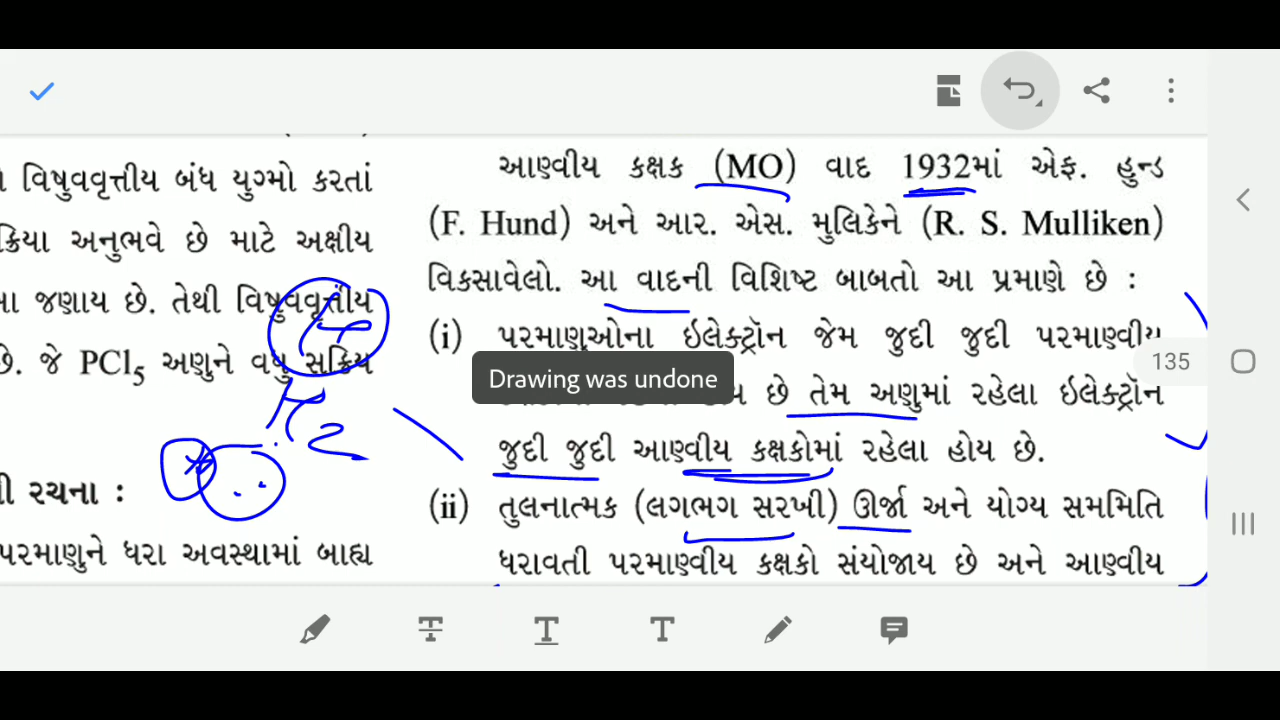 ા વિષુવવૃત્તીય બંધ યુગ્મો કરતાં
ક્રિયા અનુભવે છે માટે અક્ષીય
મા જણાય છે. તેથી વિષુવવૃત્તીય
છે. જે PCl5 અણુને વધુ સક્રિય
H2
ી રચના :
પરમાણુને ધરા અવસ્થામાં બાહ્ય
આણ્વીય કક્ષક (MO) વાદ 1932માં એફ. હુન્ડ
(F. Hund) અને આર. એસ. મુલિકેને (R. S. Mulliken)
વિકસાવેલો. આ વાદની વિશિષ્ટ બાબતો આ પ્રમાણે છે :
(i) પરમાણુઓના ઇલેક્ટ્રૉન જેમ જુદી જુદી પરમાણ્વીય
135
Drawing was undone
છે તેમ અણુમાં રહેલા ઇલેક્ટ્રૉન
જુદી જુદી આણ્વીય કક્ષકોમાં રહેલા હોય છે.
(ii) તુલનાત્મક (લગભગ સરખી) ઊર્જા અને યોગ્ય સમમિતિ
ધરાવતી પરમાણ્વીય કક્ષકો સંયોજાય છે અને આણ્વીય